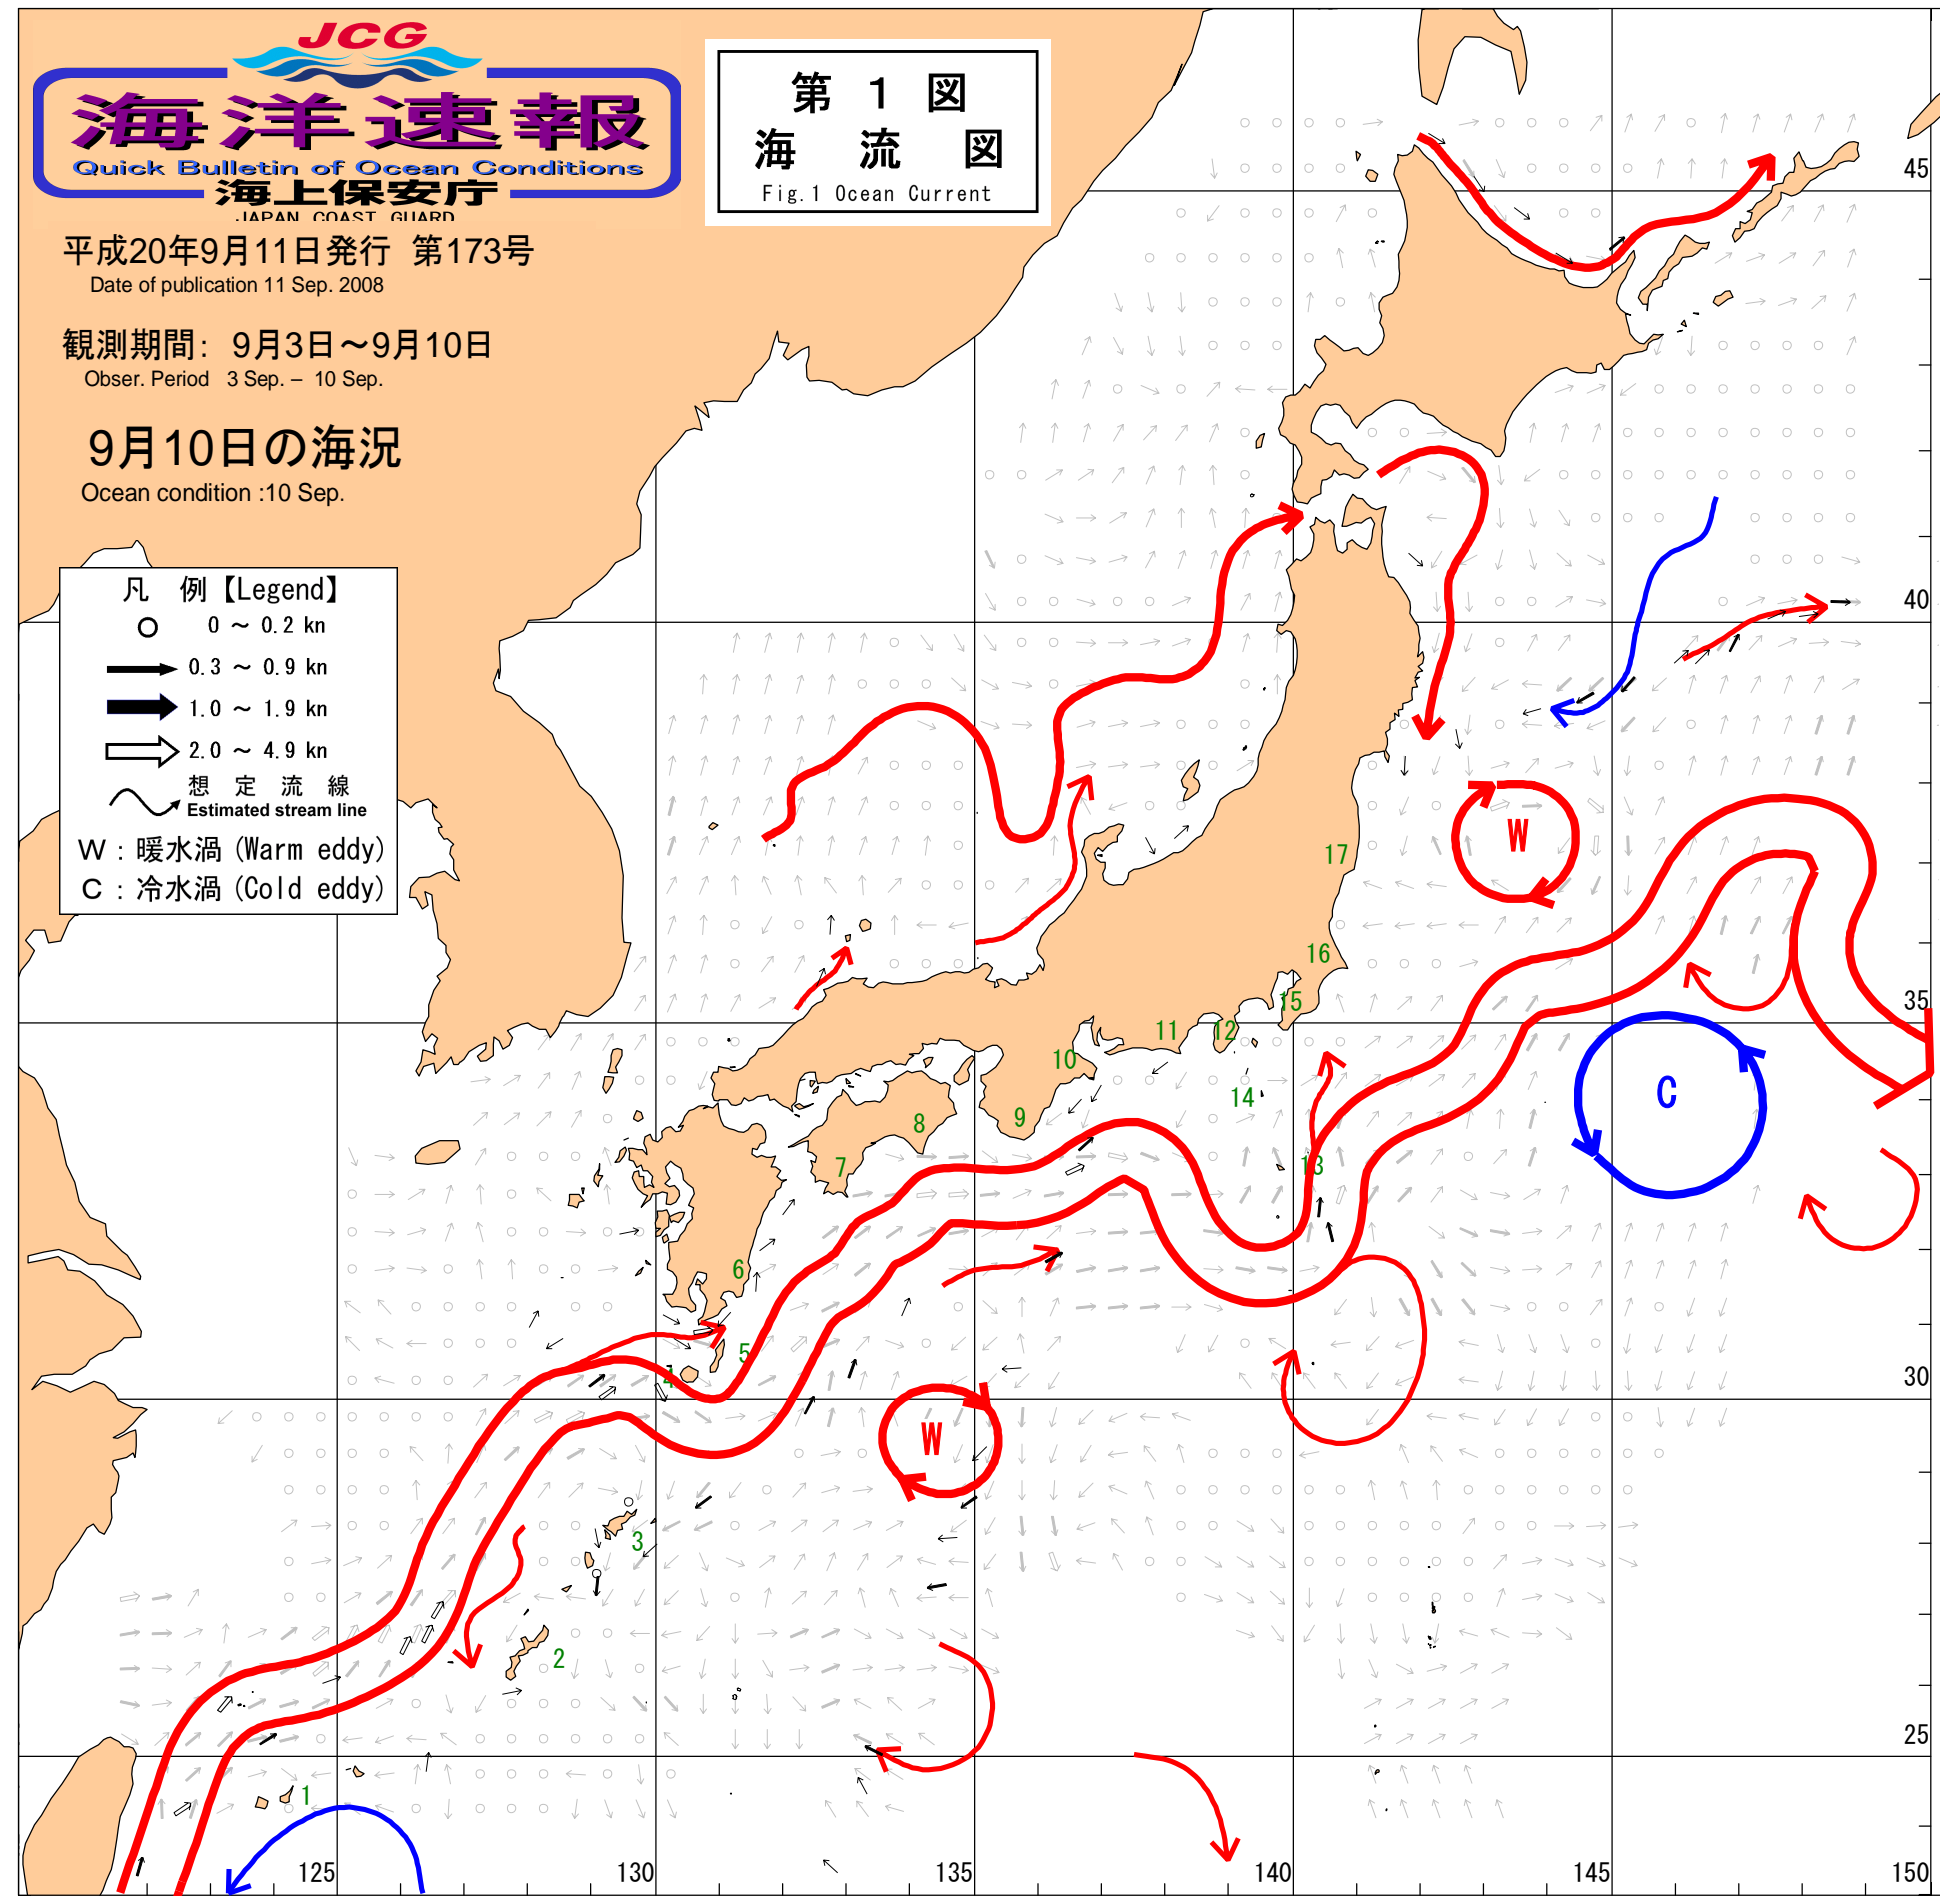 JCG
海洋速報
Quick Bulletin of Ocean Conditions
海上保安庁
JAPAN COAST GUARD
平成20年9月11日発行 第173号
Date of publication 11 Sep. 2008
観測期間: 9月3日～9月10日
Obser. Period 3 Sep. – 10 Sep.
9月10日の海況
Ocean condition :10 Sep.
第 1 図
海 流 図
Fig.1 Ocean Current
凡 例【Legend】
0 ～ 0.2 kn
0.3 ～ 0.9 kn
1.0 ～ 1.9 kn
2.0 ～ 4.9 kn
想 定 流 線
Estimated stream line
W : 暖水渦 (Warm eddy)
C : 冷水渦 (Cold eddy)
45
40
17
W
16
35
15
12
11
10
C
14
9
8
13
7
6
5
4
30
W
3
2
25
1
125
130
135
140
145
150